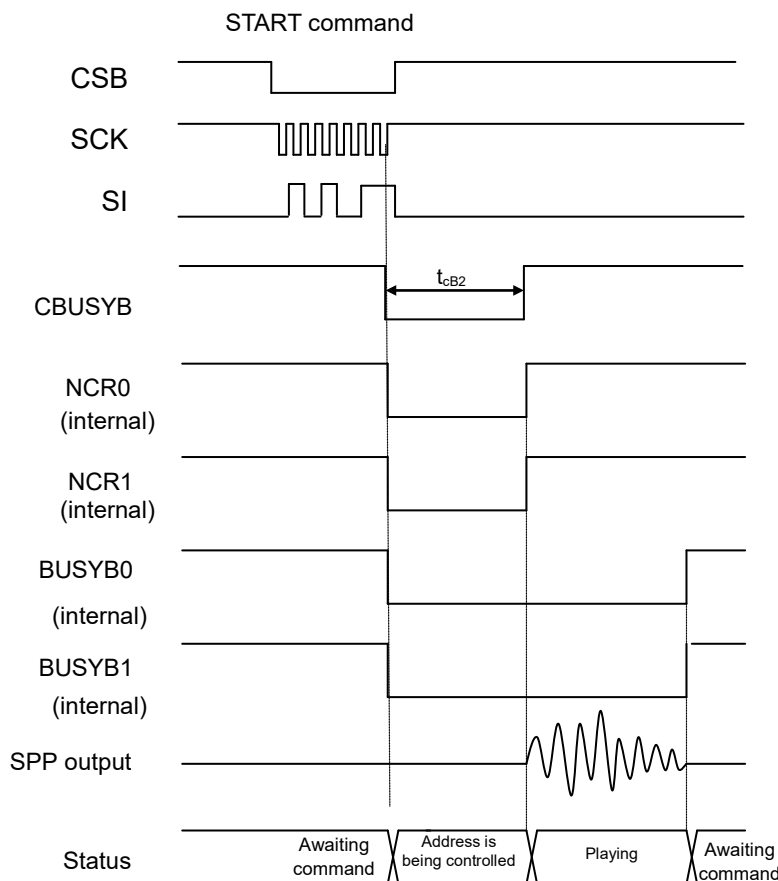 START command
CSB
SCK
SI
tcB2
CBUSYB
NCR0
(internal)
NCR1
(internal)
BUSYB0
(internal)
BUSYB1
(internal)
SPP output
Status
Awaiting
command
Address is
being controlled
Playing
Awaiting
command